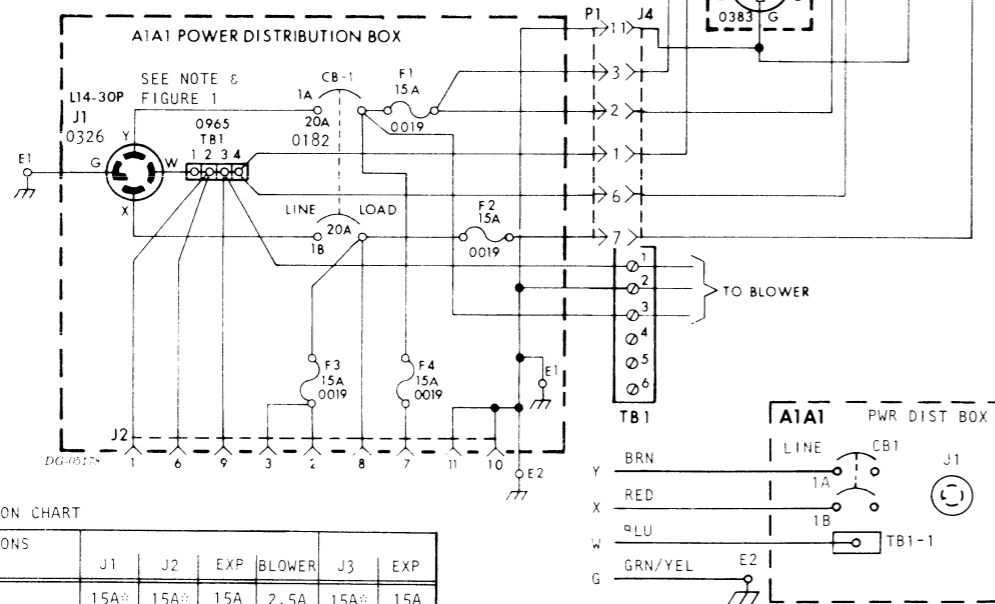 A1A1 POWER DISTRIBUTION BOX
P1 J4
0383 G
11
3
2
1
6
7
SEE NOTE &
FIGURE 1
L14-30P
J1
0326
E1
G
Y
W
X
0965
TB1
1 2 3 4
CB-1
1A
20A
0182
F1
15A
0019
LINE LOAD
20A
1B
F2
15A
0019
1
2
3
4
5
6
TB1
TO BLOWER
F3
15A
0019
F4
15A
0019
E1
J2
DG-05178
1 6 9 3 2 8 7 11 10
E2
A1A1 PWR DIST BOX
LINE CB1
J1
1A
1B
TB1-1
E2
Y BRN
X RED
W BLU
G GRN/YEL
ON CHART
ONS
J1 J2 EXP BLOWER J3 EXP
15A* 15A* 15A 2.5A 15A* 15A